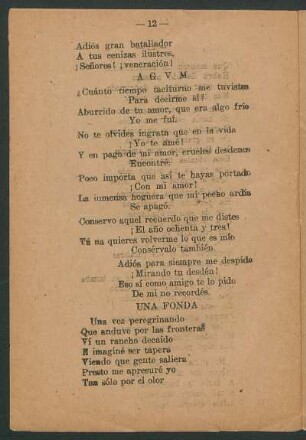 — 12 —
Adiós gran batallador
A tus cenizas ilustres,
¡Señores! ¡veneración!
A G. V. M.
¿Cuánto tiempo taciturno me tuvistes
Para decirme sí?
Aburrido de tu amor, que era algo frio
Yo me fuí.
No te olvides ingrata que en la vida
¡Yo te amé!
Y en pago de mi amor, crueles desdenes
Encontré.
Poco importa que así te hayas portado
¡Con mi amor!
La inmensa hoguera que mi pecho ardía
Se apagó.
Conservo aquel recuerdo que me distes
¡El año ochenta y tres!
Tú na quieres volverme lo que es mío
Consérvalo también
Adiós para siempre me despido
¡Mirando tu desdén!
Eso sí como amigo te lo pido
De mi no recordés.
UNA FONDA
Una vez peregrinando
Que anduve por las fronteras
Ví un rancho decaido
E imaginé ser tapera
Viendo que gente saliera
Presto me apresuré yo
Tan sólo por el olor